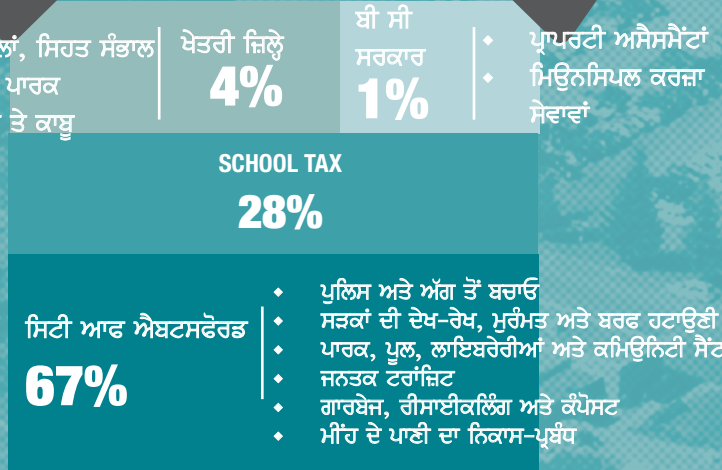 ਲਾਂ, ਸਿਹਤ ਸੰਭਾਲ
ਪਾਰਕ
ਤੇ ਕਾਬੂ
ਖੇਤਰੀ ਜ਼ਿਲ੍ਹੇ
4%
ਬੀ ਸੀ
ਸਰਕਾਰ
1%
◆ ਪ੍ਰਾਪਰਟੀ ਅਸੈਸਮੈਂਟਾਂ
◆ ਮਿਉਨਸਿਪਲ ਕਰਜ਼ਾ
ਸੇਵਾਵਾਂ
SCHOOL TAX
28%
ਸਿਟੀ ਆਫ ਐਬਟਸਫੋਰਡ
67%
◆ ਪੁਲਿਸ ਅਤੇ ਅੱਗ ਤੋਂ ਬਚਾਓ
◆ ਸੜਕਾਂ ਦੀ ਦੇਖ-ਰੇਖ, ਮੁਰੰਮਤ ਅਤੇ ਬਰਫ ਹਟਾਉਣੀ
◆ ਪਾਰਕ, ਪੂਲ, ਲਾਇਬਰੇਰੀਆਂ ਅਤੇ ਕਮਿਉਨਿਟੀ ਸੈਂਟ
◆ ਜਨਤਕ ਟਰਾਂਜ਼ਿਟ
◆ ਗਾਰਬੇਜ, ਰੀਸਾਈਕਲਿੰਗ ਅਤੇ ਕੰਪੋਸਟ
◆ ਮੀਂਹ ਦੇ ਪਾਣੀ ਦਾ ਨਿਕਾਸ-ਪ੍ਰਬੰਧ